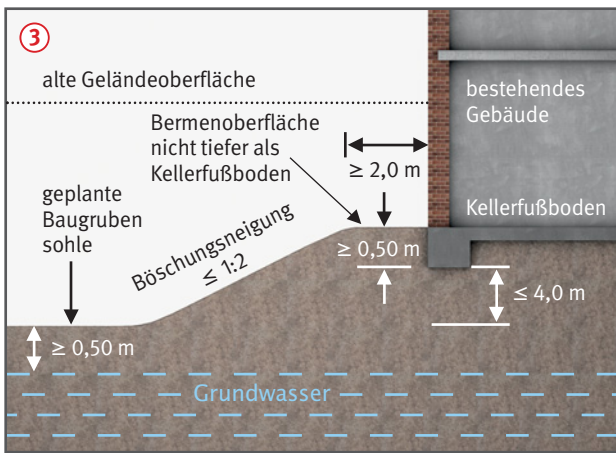 3
alte Geländeoberfläche
bestehendes
Gebäude
Bermenoberfläche
nicht tiefer als
Kellerfußboden
≥ 2,0 m
geplante
Baugruben
sohle
Böschungsneigung
≤ 1:2
Kellerfußboden
≥ 0,50 m
≤ 4,0 m
≥ 0,50 m
Grundwasser